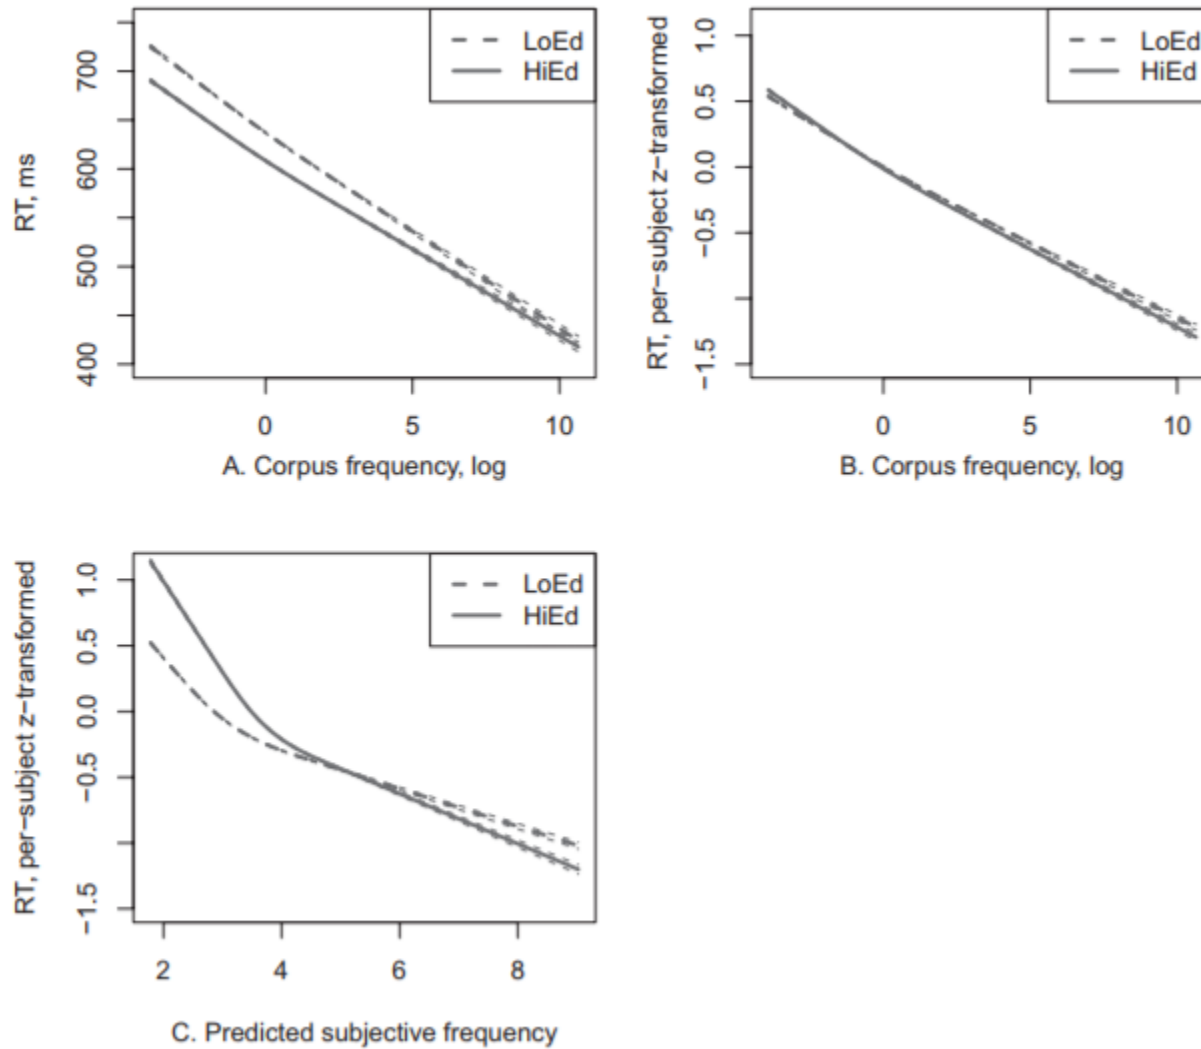 RT, ms
700
600
500
400
LoEd
HiEd
0
5
10
A. Corpus frequency, log
RT, per-subject z-transformed
1.0
0.5
0.0
-0.5
-1.5
LoEd
HiEd
0
5
10
B. Corpus frequency, log
RT, per-subject z-transformed
1.0
0.5
0.0
-0.5
-1.5
LoEd
HiEd
2
4
6
8
C. Predicted subjective frequency